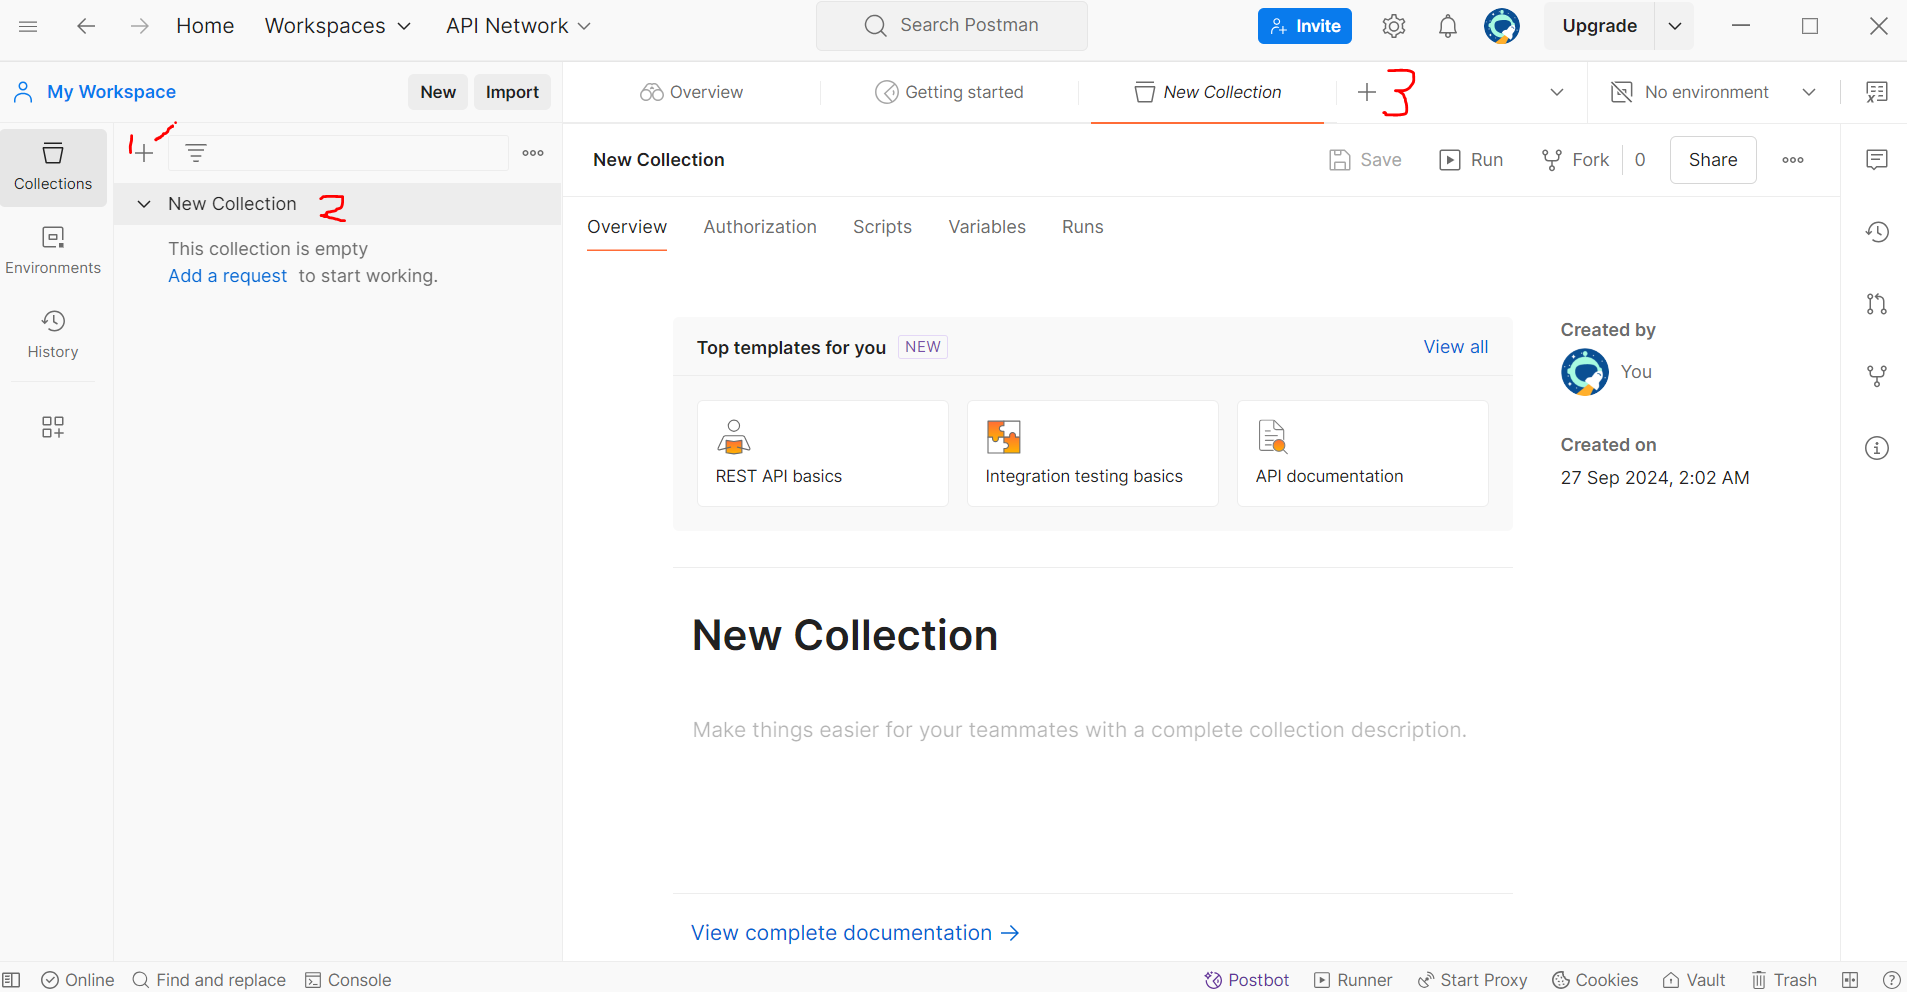 Home Workspaces API Network Search Postman Invite Upgrade
My Workspace New Import Overview Getting started New Collection 3 No environment
1
Collections
New Collection Save Run Fork 0 Share
New Collection 2
Overview Authorization Scripts Variables Runs
This collection is empty
Add a request to start working.
Environments
History
Top templates for you NEW View all
REST API basics Integration testing basics API documentation
Created by
You
Created on
27 Sep 2024, 2:02 AM
New Collection
Make things easier for your teammates with a complete collection description.
View complete documentation →
Online Find and replace Console Postbot Runner Start Proxy Cookies Vault Trash